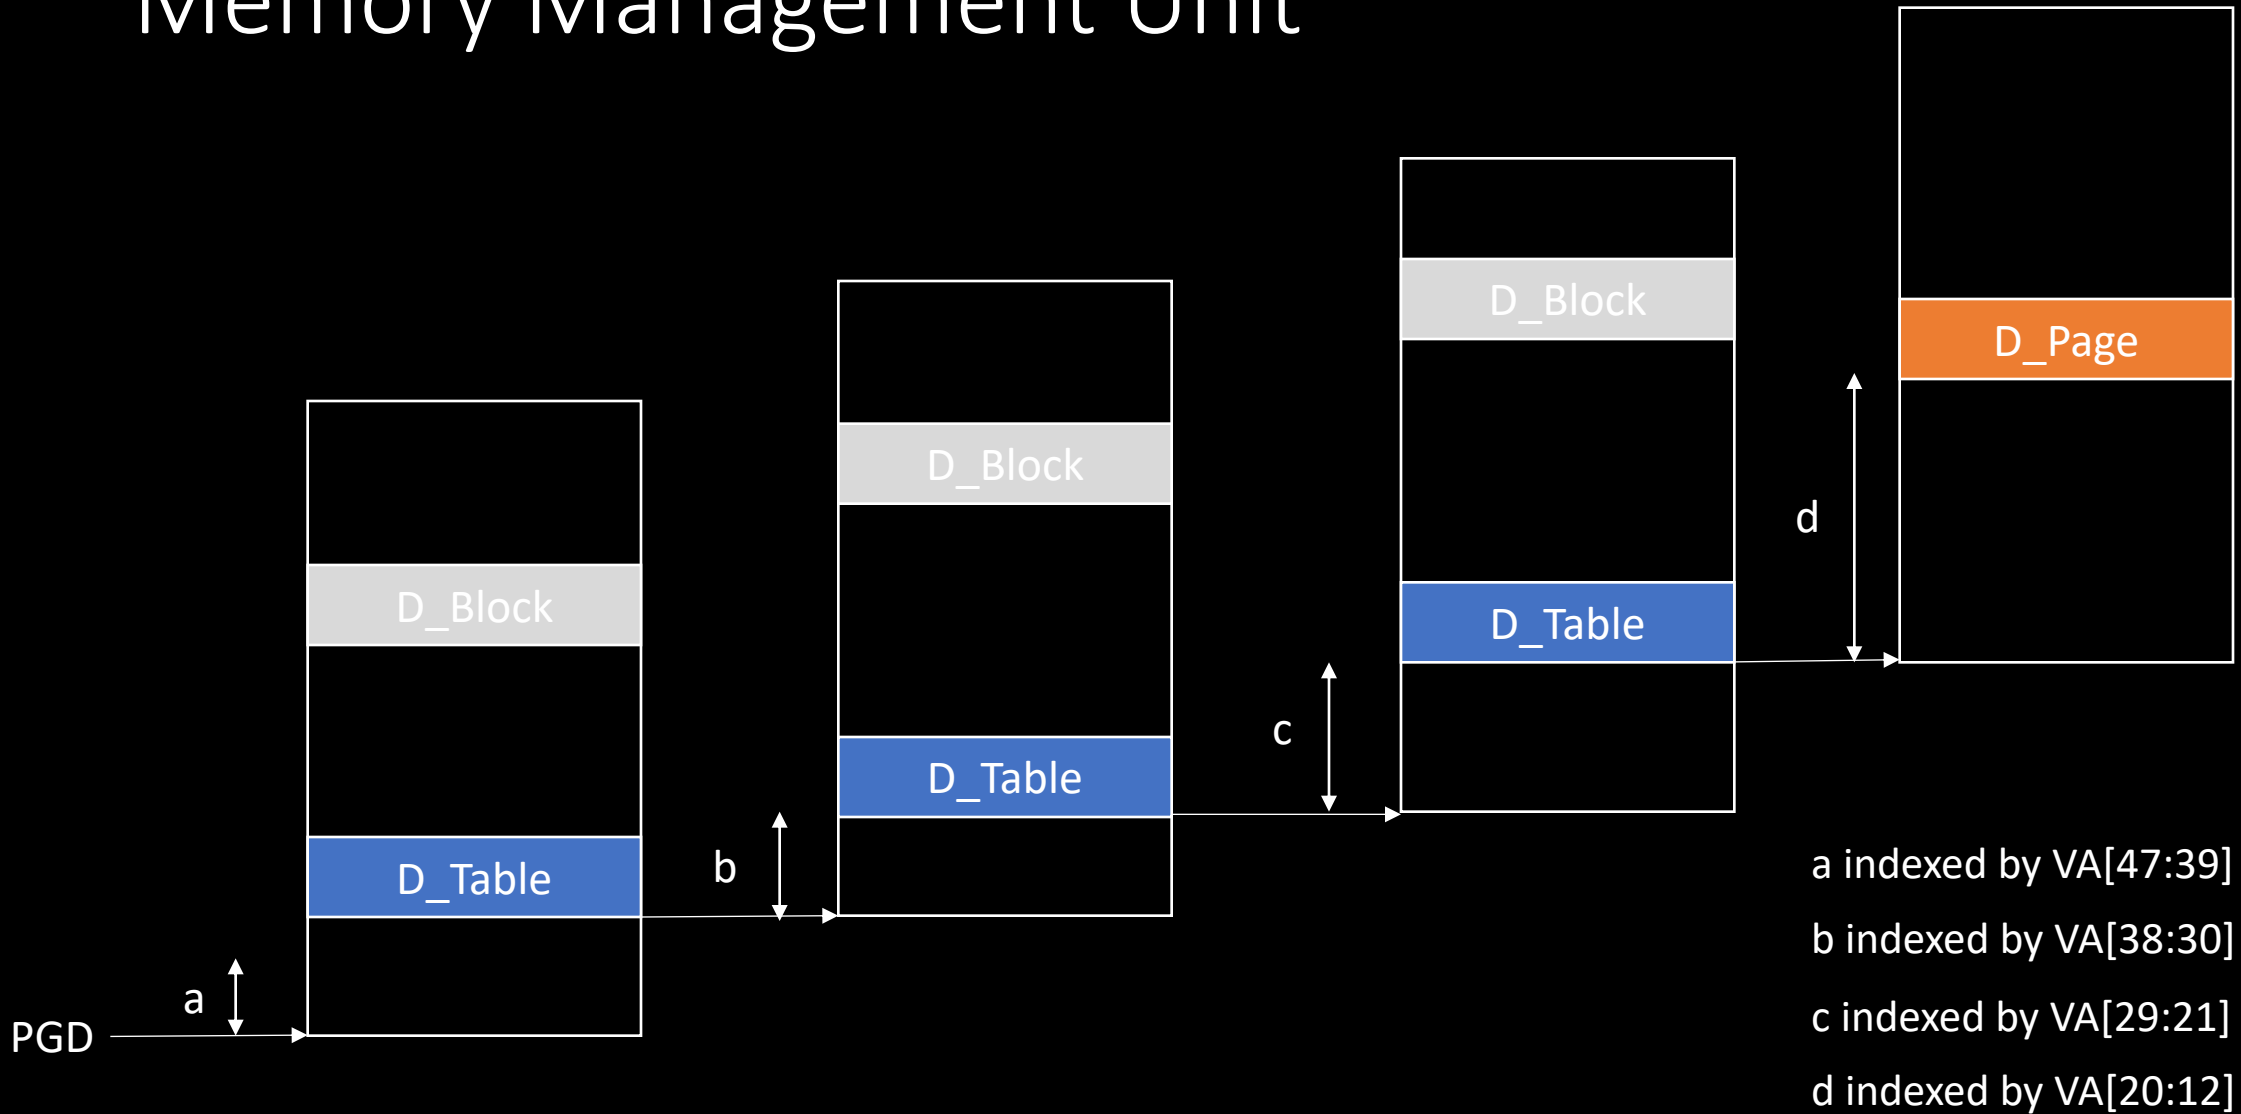 Memory Management Unit
D_Block
D_Page
D_Block
d
D_Block
D_Table
c
D_Table
b
D_Table
a
PGD
a indexed by VA[47:39]
b indexed by VA[38:30]
c indexed by VA[29:21]
d indexed by VA[20:12]